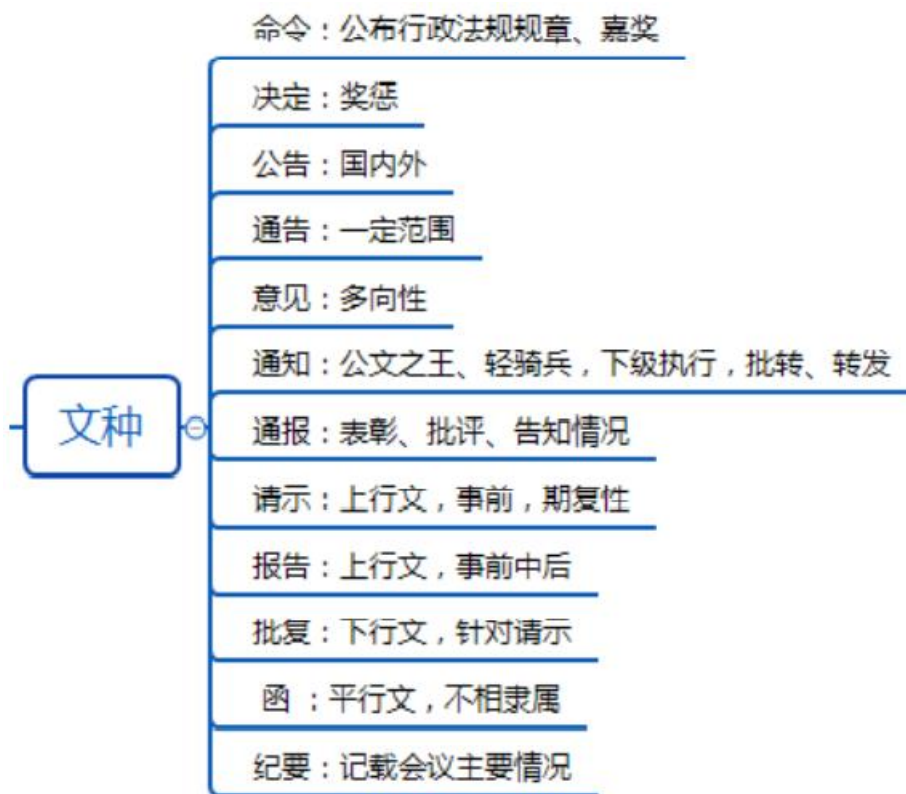 命令：公布行政法规规章、嘉奖
决定：奖惩
公告：国内外
通告：一定范围
意见：多向性
通知：公文之王、轻骑兵，下级执行，批转、转发
文种
通报：表彰、批评、告知情况
请示：上行文，事前，期复性
报告：上行文，事前中后
批复：下行文，针对请示
函：平行文，不相隶属
纪要：记载会议主要情况